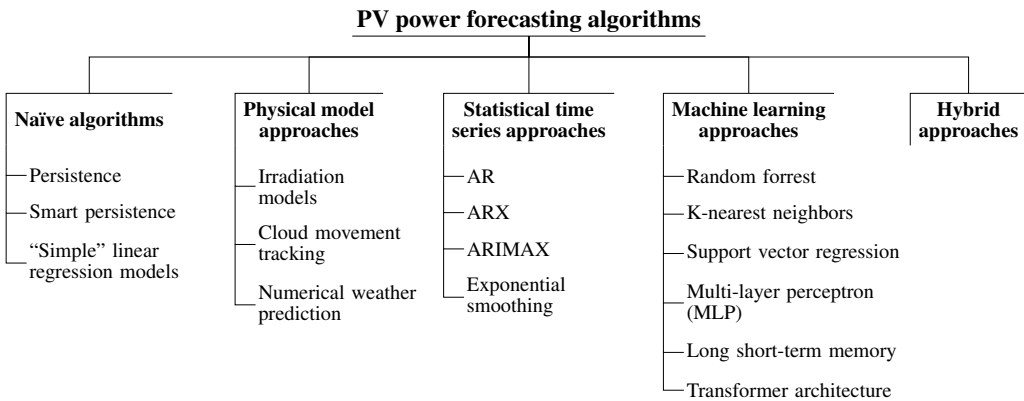 PV power forecasting algorithms
Naïve algorithms
Persistence
Smart persistence
“Simple” linear
regression models
Physical model
approaches
Irradiation
models
Cloud movement
tracking
Numerical weather
prediction
Statistical time
series approaches
AR
ARX
ARIMAX
Exponential
smoothing
Machine learning
approaches
Random forrest
K-nearest neighbors
Support vector regression
Multi-layer perceptron
(MLP)
Long short-term memory
Transformer architecture
Hybrid
approaches